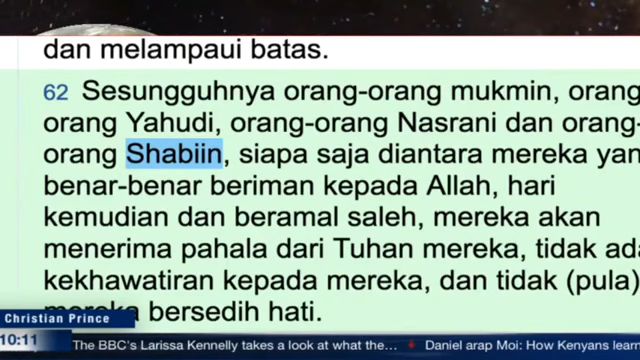 dan melampaui batas.
62 Sesungguhnya orang-orang mukmin, orang
orang Yahudi, orang-orang Nasrani dan orang-
orang Shabiin, siapa saja diantara mereka yan
benar-benar beriman kepada Allah, hari
kemudian dan beramal saleh, mereka akan
menerima pahala dari Tuhan mereka, tidak ada
kekhawatiran kepada mereka, dan tidak (pula)
mereka bersedih hati.
Christian Prince
10:11 The BBC's Larissa Kennelly takes a look at what the... Daniel arap Moi: How Kenyans learn